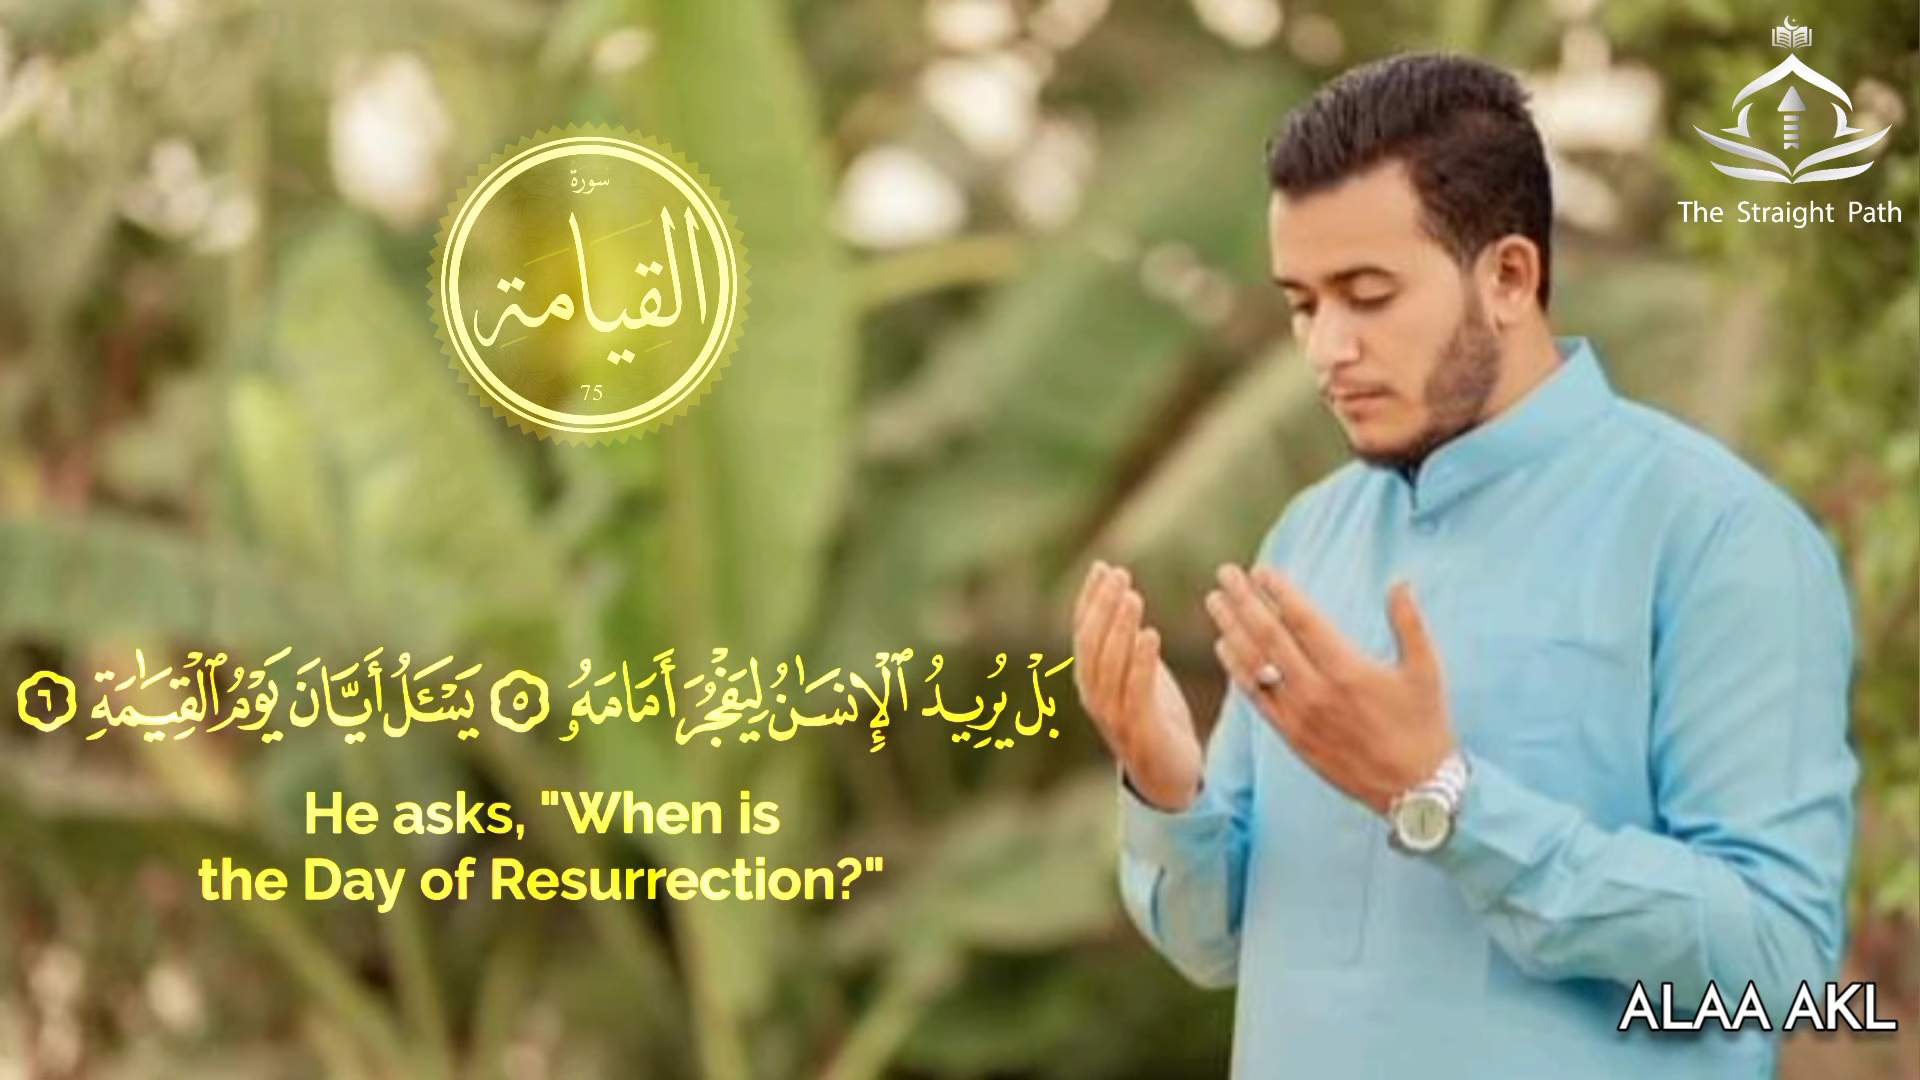 The Straight Path
سورة
القيامة
75
بَلْ يُرِيدُ ٱلْإِنسَٰنُ لِيَفْجُرَ أَمَامَهُۥ ٥ يَسْـَٔلُ أَيَّانَ يَوْمُ ٱلْقِيَٰمَةِ ٦
He asks, "When is
the Day of Resurrection?"
ALAA AKL